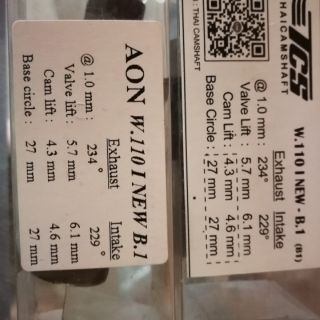 AON
W.110 I NEW B.1
Exhaust Intake
@ 1.0 mm : 234° 229°
Valve lift : 5.7 mm 6.1 mm
Cam lift : 4.3 mm 4.6 mm
Base circle : 27 mm 27 mm
: THAI CAMSHAFT
TCS
THAICAMSHAFT
W.110 I NEW - B.1 (B1)
Exhaust Intake
@ 1.0 mm : 234° 229°
Valve Lift : 5.7 mm 6.1 mm
Cam Lift : 4.3 mm 4.6 mm
Base Circle : 27 mm 27 mm